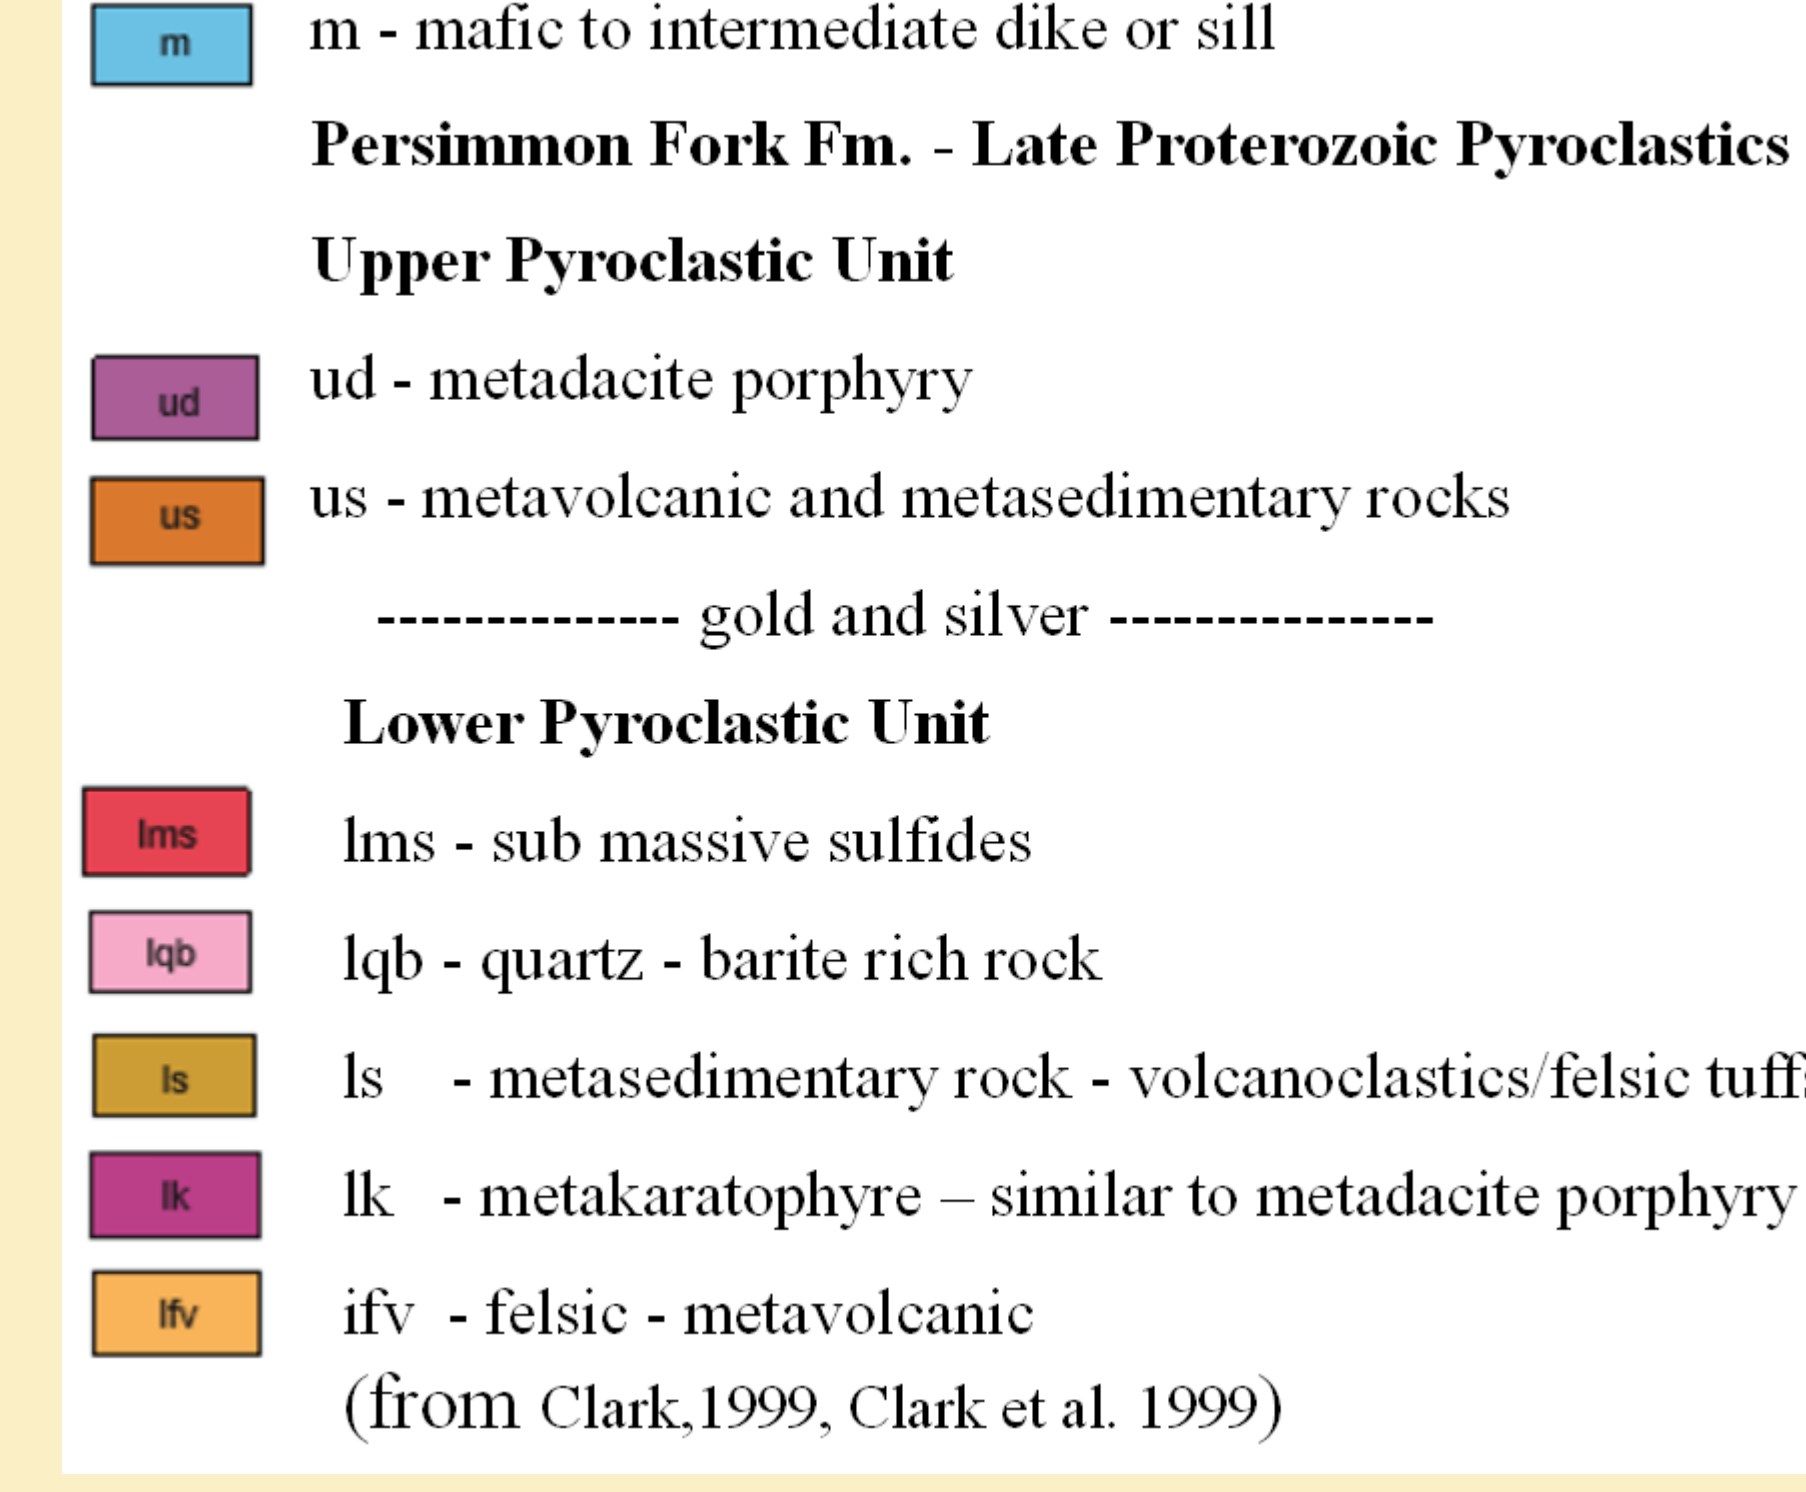 m m - mafic to intermediate dike or sill
Persimmon Fork Fm. - Late Proterozoic Pyroclastics
Upper Pyroclastic Unit
ud ud - metadacite porphyry
us us - metavolcanic and metasedimentary rocks
-------------- gold and silver ---------------
Lower Pyroclastic Unit
lms lms - sub massive sulfides
lqb lqb - quartz - barite rich rock
ls ls - metasedimentary rock - volcanoclastics/felsic tuffs
lk lk - metakaratophyre – similar to metadacite porphyry
lfv ifv - felsic - metavolcanic
(from Clark,1999, Clark et al. 1999)